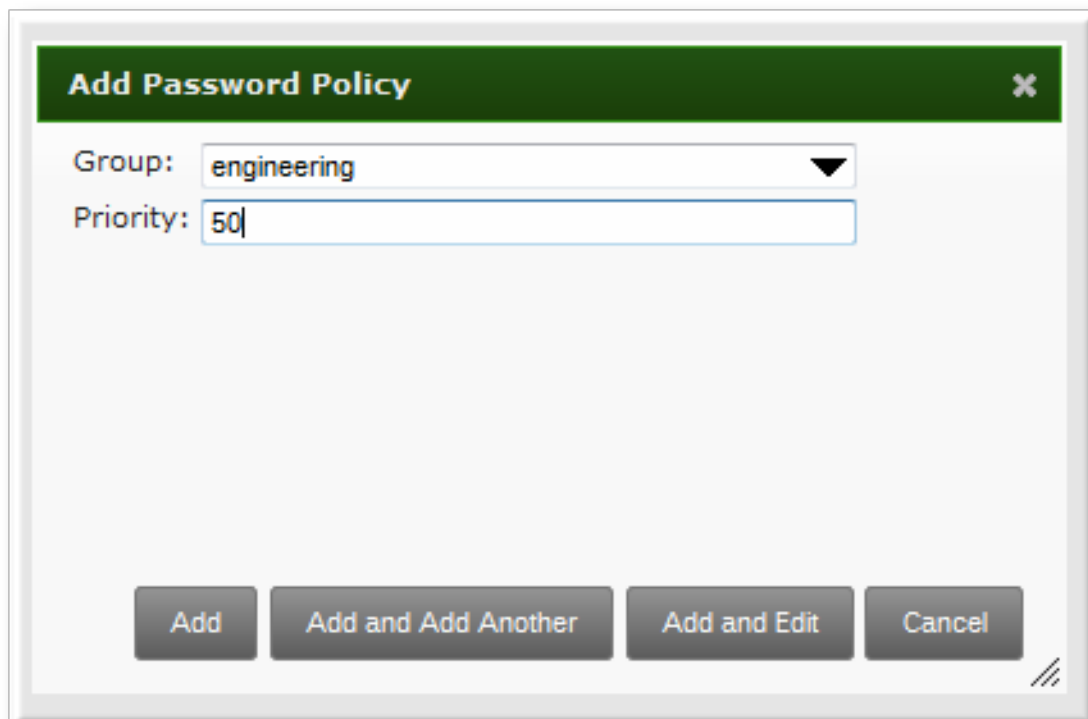 Add Password Policy
Group: engineering
Priority: 50
Add Add and Add Another Add and Edit Cancel